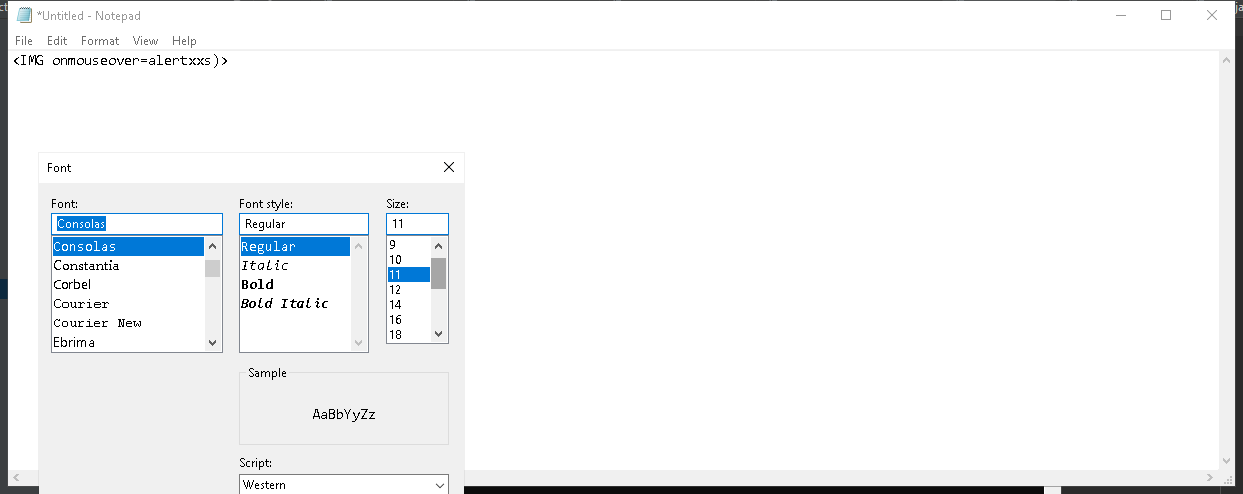 *Untitled - Notepad
File Edit Format View Help
<IMG onmouseover=alertxxs)>
Font
Font: Font style: Size:
Consolas Regular 11
Consolas Regular 9
Constantia Italic 10
Corbel Bold 11
Courier Bold Italic 12
Courier New 14
Ebrima 16
18
Sample
AaBbYyZz
Script:
Western